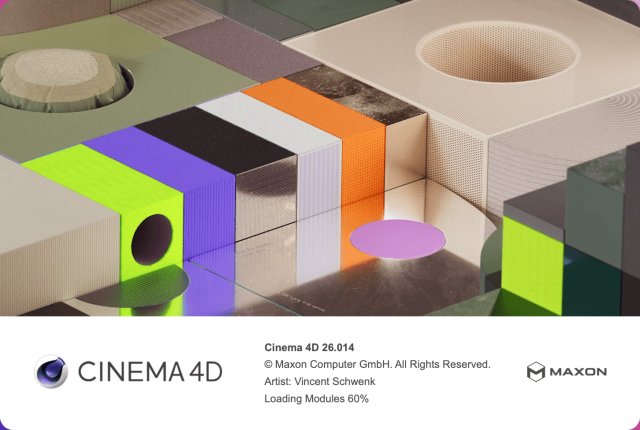 CINEMA 4D
Cinema 4D 26.014
© Maxon Computer GmbH. All Rights Reserved.
Artist: Vincent Schwenk
Loading Modules 60%
MAXON